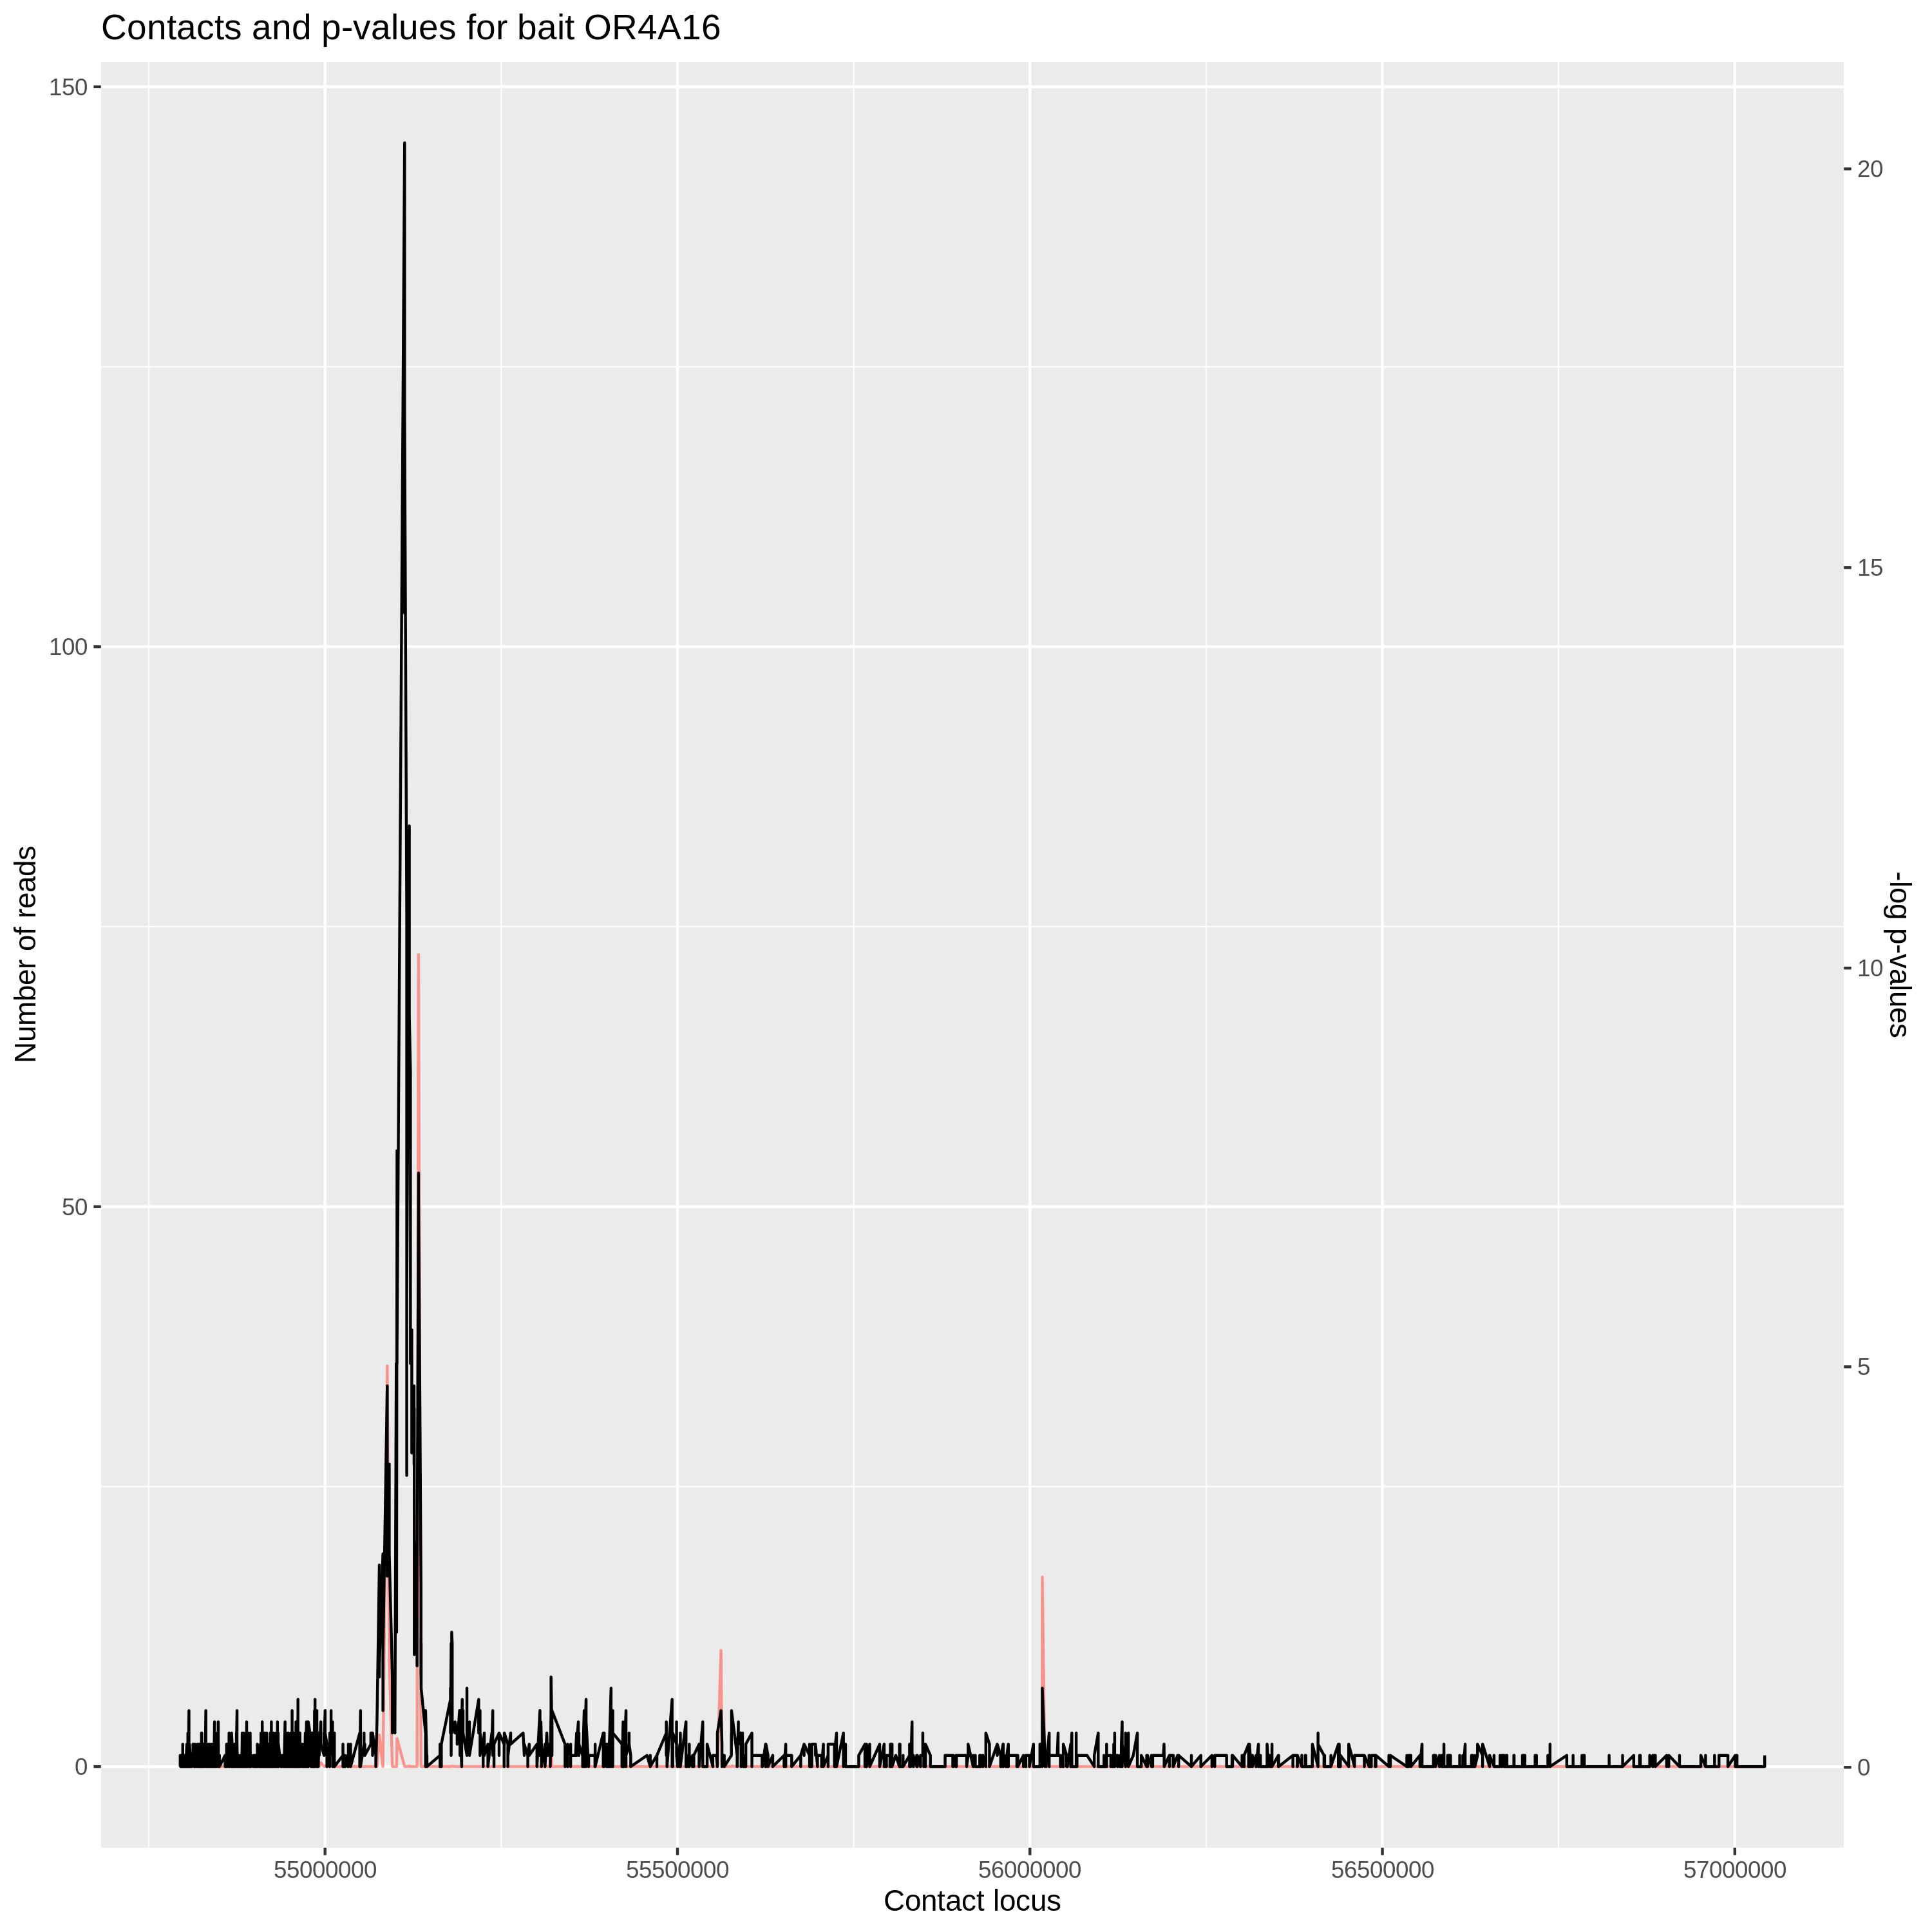 Contacts and p-values for bait OR4A16
150
100
50
0
20
15
10
5
0
Number of reads
-log p-values
55000000 55500000 56000000 56500000 57000000
Contact locus